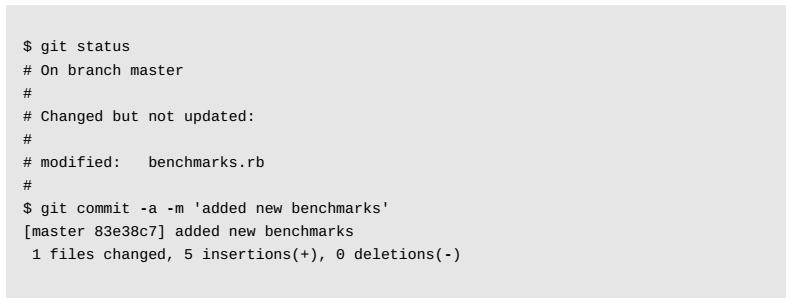 $ git status
# On branch master
#
# Changed but not updated:
#
# modified:   benchmarks.rb
#
$ git commit -a -m 'added new benchmarks'
[master 83e38c7] added new benchmarks
 1 files changed, 5 insertions(+), 0 deletions(-)